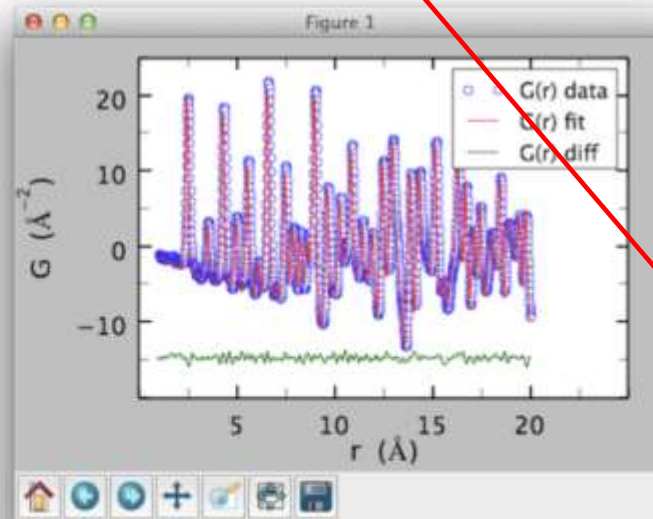 Figure 1
G(r) data
G(r) fit
G(r) diff
20
10
0
−10
G (Å⁻²)
5 10 15 20
r (Å)